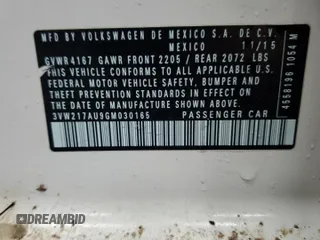 MFD BY VOLKSWAGEN DE MEXICO S.A. DE C.V.
MEXICO 11/15
GVWR4167 GAWR FRONT 2205 / REAR 2072 LBS
THIS VEHICLE CONFORMS TO ALL APPLICABLE U.S.
FEDERAL MOTOR VEHICLE SAFETY, BUMPER AND
THEFT PREVENTION STANDARDS IN EFFECT ON THE
DATE OF MANUFACTURE SHOWN ABOVE.
3VW217AU9GM030165 PASSENGER CAR
4558196 1054 M
DREAMBID